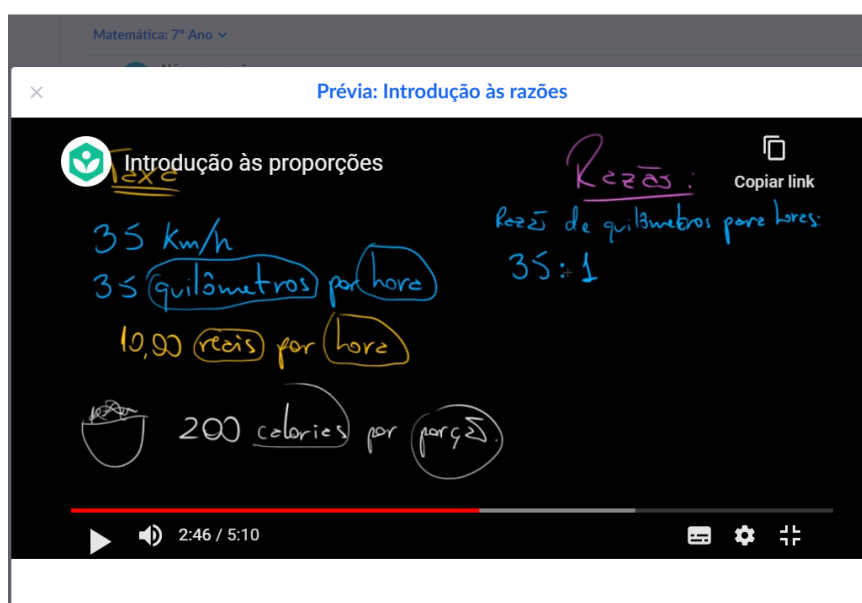 Matemática: 7º Ano
Prévia: Introdução às razões
Introdução às proporções
Taxa
Razão:
Copiar link
Razão de quilômetros para horas:
35 km/h
35 : 1
35 quilômetros por hora
10,00 reais por hora
200 calorias por porção.
2:46 / 5:10